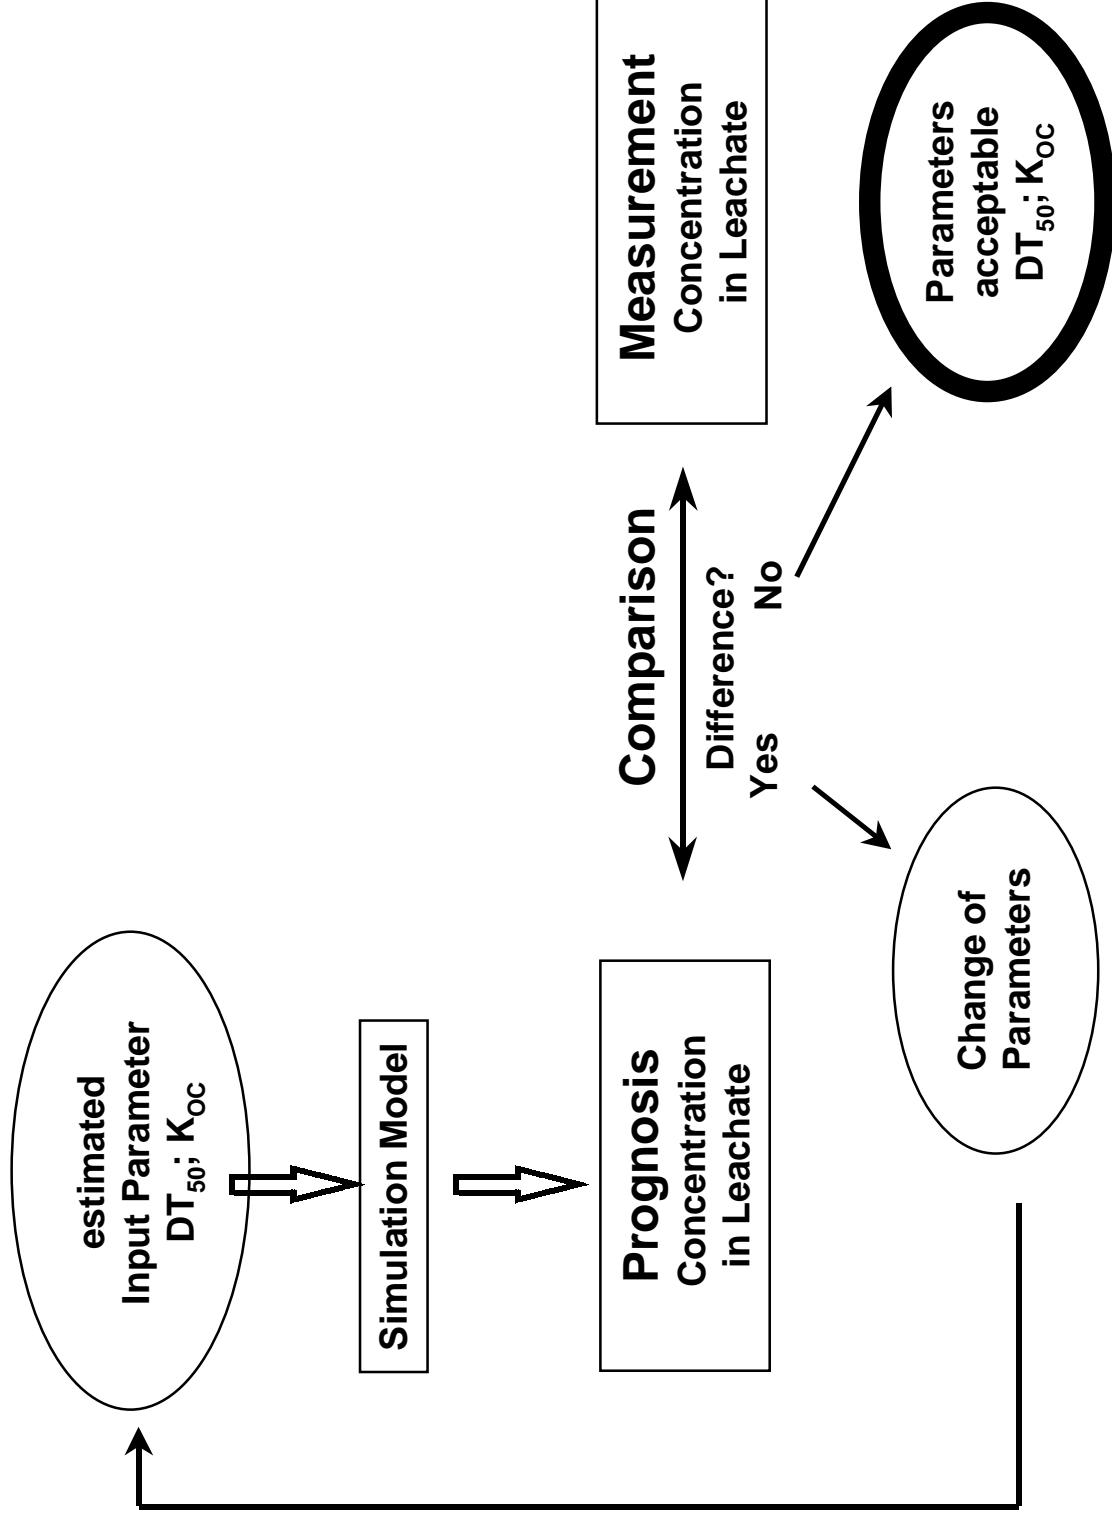 estimated
Input Parameter
DT50; KOC
Simulation Model
Prognosis
Concentration
in Leachate
Comparison
Difference?
Yes No
Measurement
Concentration
in Leachate
Change of
Parameters
Parameters
acceptable
DT50; KOC